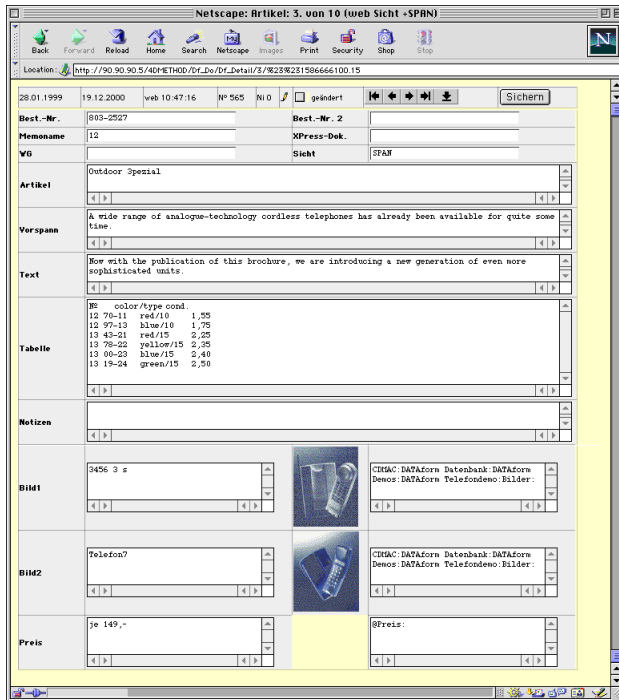 Netscape: Artikel: 3. von 10 (web Sicht +SPAN)
Back Forward Reload Home Search Netscape Images Print Security Shop Stop
N
Location: http://90.90.90.5/4DMETHOD/Df_Do/Df_Detail/3/%23%231586666100.15
28.01.1999 19.12.2000 web 10:47:16 Nº 565 Ni 0 geändert Sichern
Best.-Nr. 803-2527 Best.-Nr. 2
Memoname 12 XPress-Dok.
WG Sicht SPAN
Artikel Outdoor Spezial
Vorspann A wide range of analogue-technology cordless telephones has already been available for quite some
time.
Text Now with the publication of this brochure, we are introducing a new generation of even more
sophisticated units.
Tabelle
Nº color/type cond.
12 70-11 red/10 1,55
12 97-13 blue/10 1,75
13 43-21 red/15 2,25
13 78-22 yellow/15 2,35
13 00-23 blue/15 2,40
13 19-24 green/15 2,50
Notizen
Bild1 3456 3 s CDMAC:DATAform Datenbank:DATAform
Demos:DATAform Telefondemo:Bilder:
Bild2 Telefon7 CDMAC:DATAform Datenbank:DATAform
Demos:DATAform Telefondemo:Bilder:
Preis je 149,- @Preis: